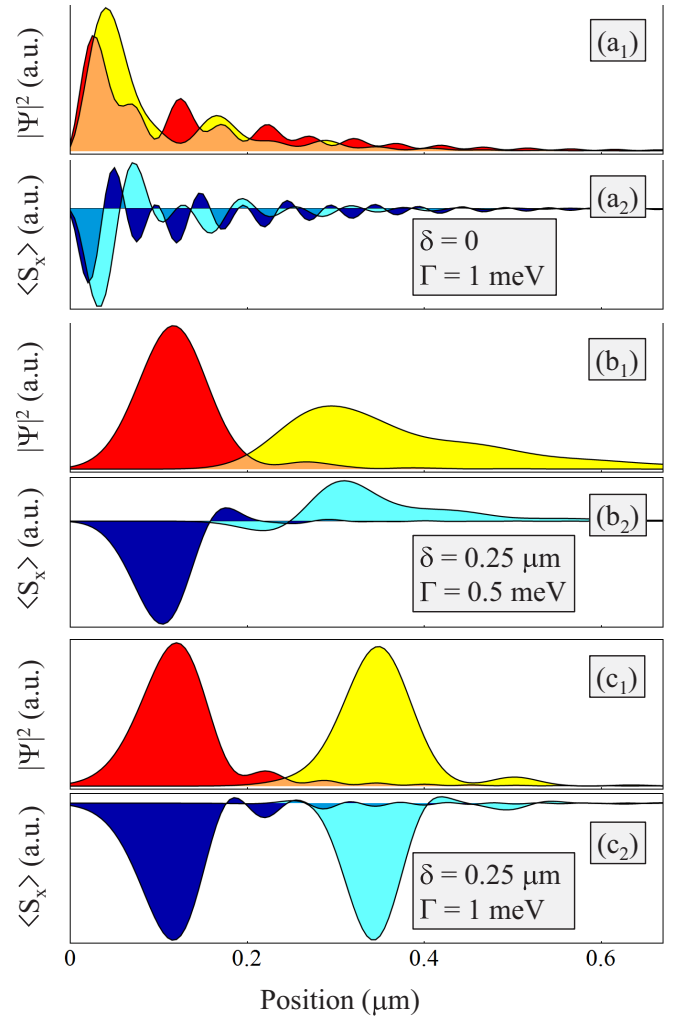 |Ψ|² (a.u.)
(a₁)
<Sₓ> (a.u.)
(a₂)
δ = 0
Γ = 1 meV
|Ψ|² (a.u.)
(b₁)
<Sₓ> (a.u.)
(b₂)
δ = 0.25 μm
Γ = 0.5 meV
|Ψ|² (a.u.)
(c₁)
<Sₓ> (a.u.)
(c₂)
δ = 0.25 μm
Γ = 1 meV
0 0.2 0.4 0.6
Position (μm)